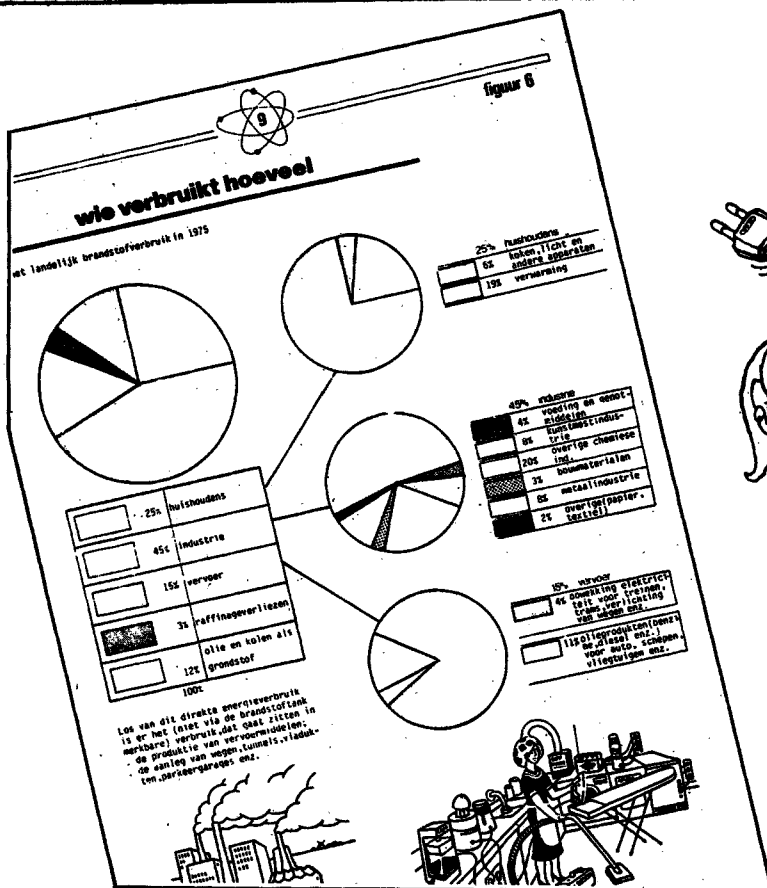 figuur 6
9
wie verbruikt hoeveel
het landelijk brandstofverbruik in 1975
25% huishoudens
6% koken, licht en
andere apparaten
19% verwarming
45% industrie
4% voeding en genot-
middelen
8% kunstmestindus-
trie
20% overige chemiese
ind.
3% bouwmaterialen
8% metaalindustrie
2% overige(papier,
textiel)
25% huishoudens
45% industrie
15% vervoer
3% raffinageverliezen
12% olie en kolen als
grondstof
100%
15% vervoer
4% elektrici-
teit voor treinen,
trams, verlichting
van wegen enz.
11% olieprodukten(benzi
ne, diesel enz.)
voor auto, schepen,
vliegtuigen enz.
Los van dit direkte energieverbruik
is er het (niet via de brandstoftank
merkbare) verbruik, dat gaat zitten in
de produktie van vervoermiddelen;
de aanleg van wegen, tunnels, viaduk-
ten, parkeergarages enz.